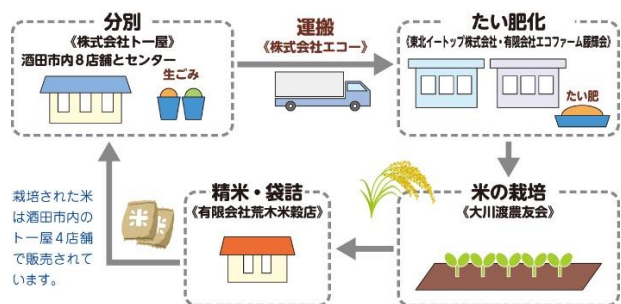 分別
《株式会社トー屋》
酒田市内8店舗とセンター
生ごみ
運搬
《株式会社エコー》
たい肥化
《東北イートップ株式会社・有限会社エコファーム藤輝会》
たい肥
米の栽培
《大川渡農友会》
精米・袋詰
《有限会社荒木米穀店》
米
米
栽培された米
は酒田市内の
トー屋4店舗
で販売されて
います。